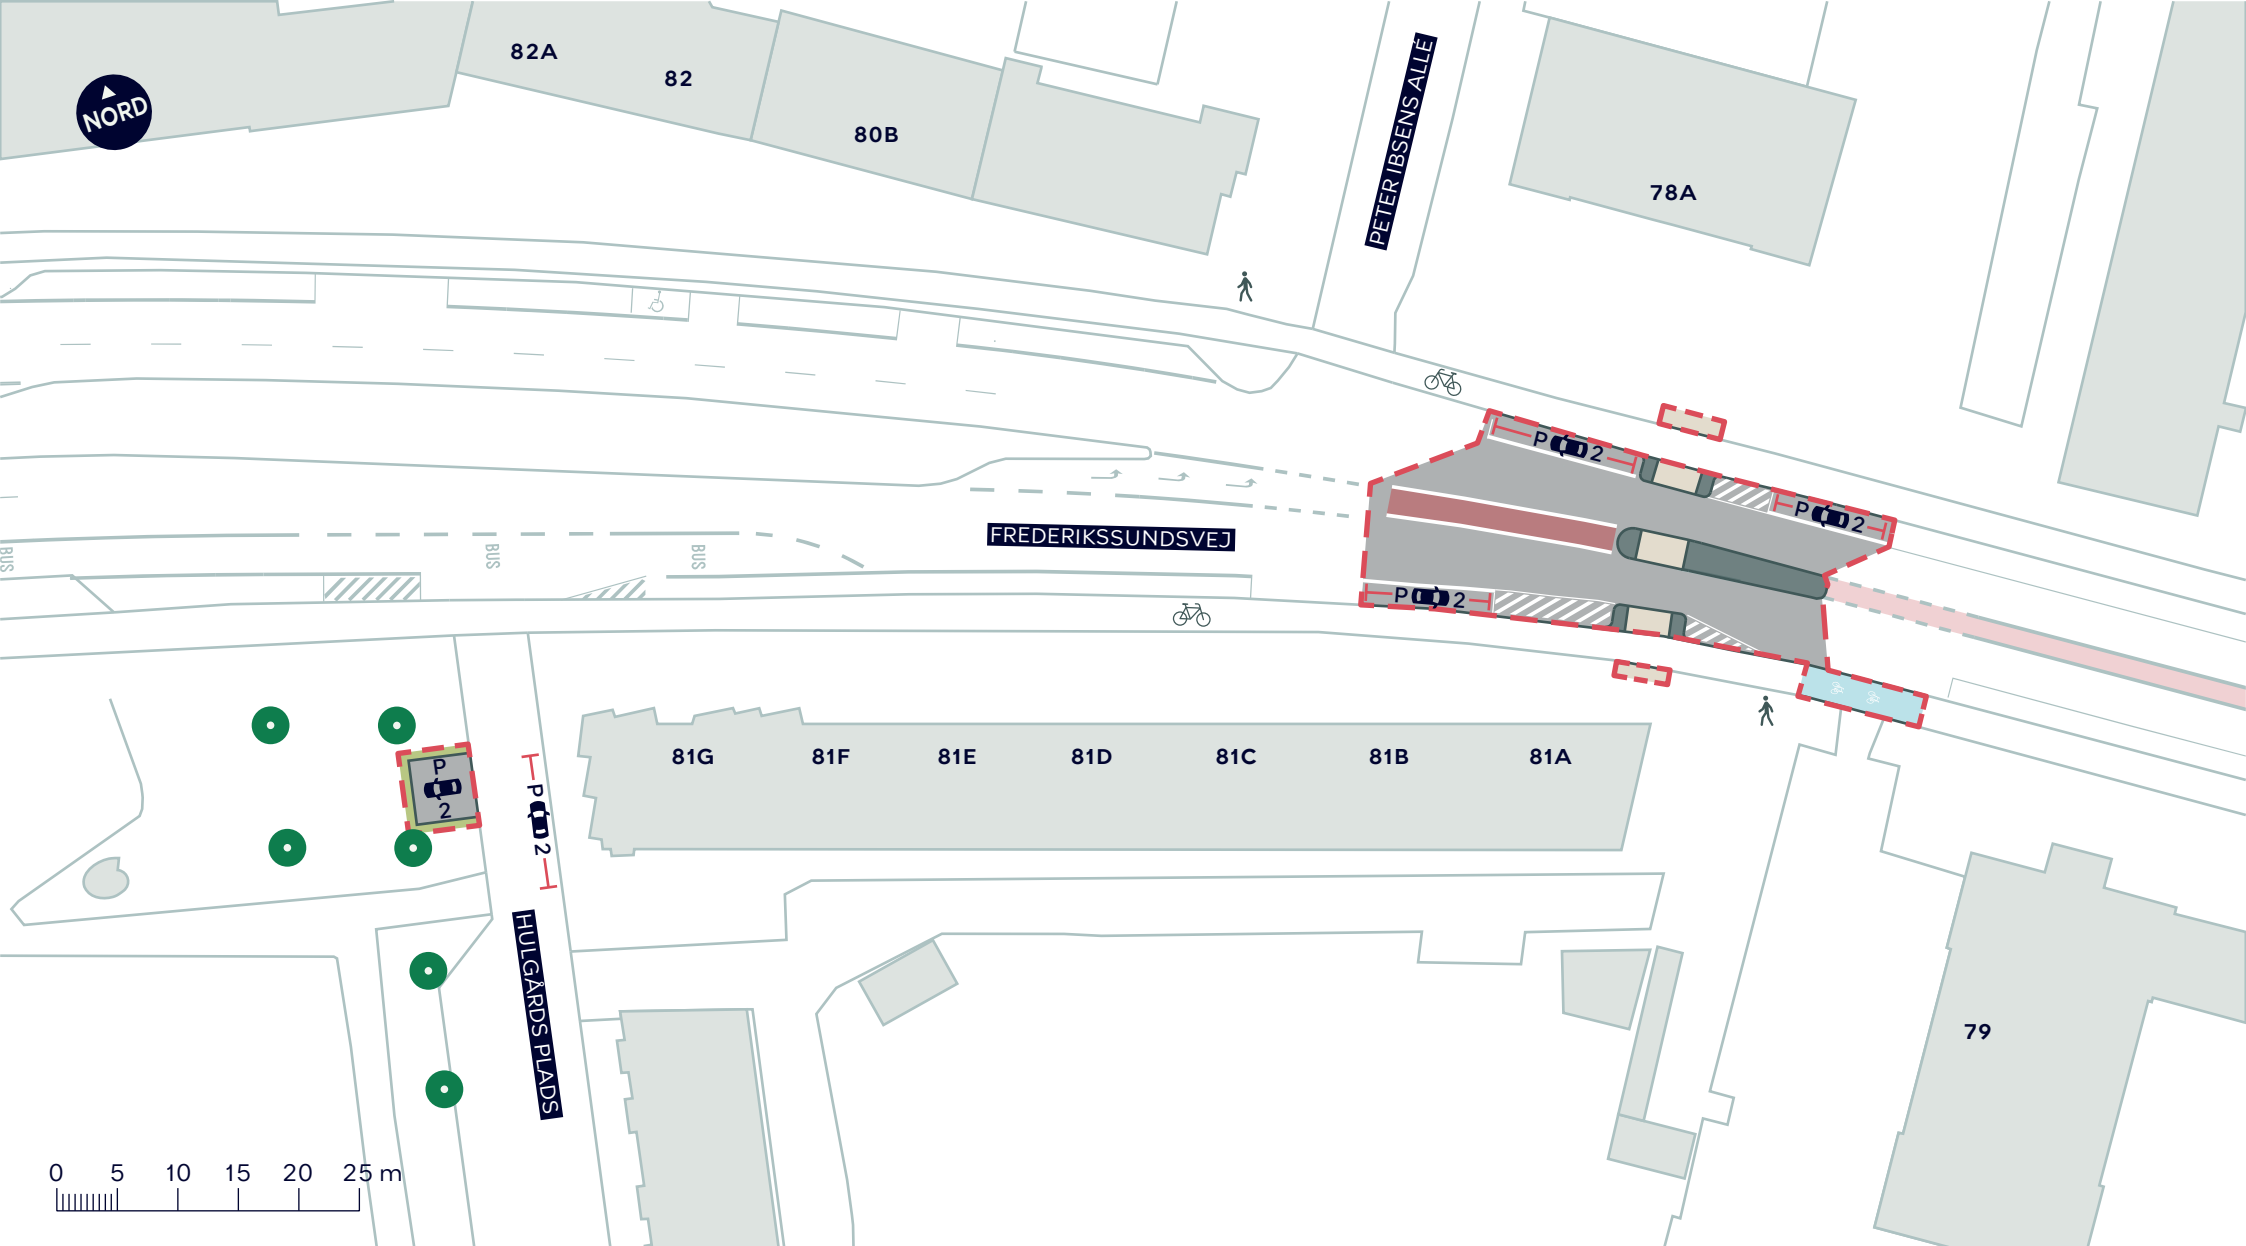 82A
82
NORD
80B
PETER IBSENS ALLÉ
78A
P 2
P 2
FREDERIKSSUNDSVEJ
BUS
BUS
BUS
P 2
81G
81F
81E
81D
81C
81B
81A
P
2
P 2
HULGÅRDS PLADS
79
0 5 10 15 20 25 m